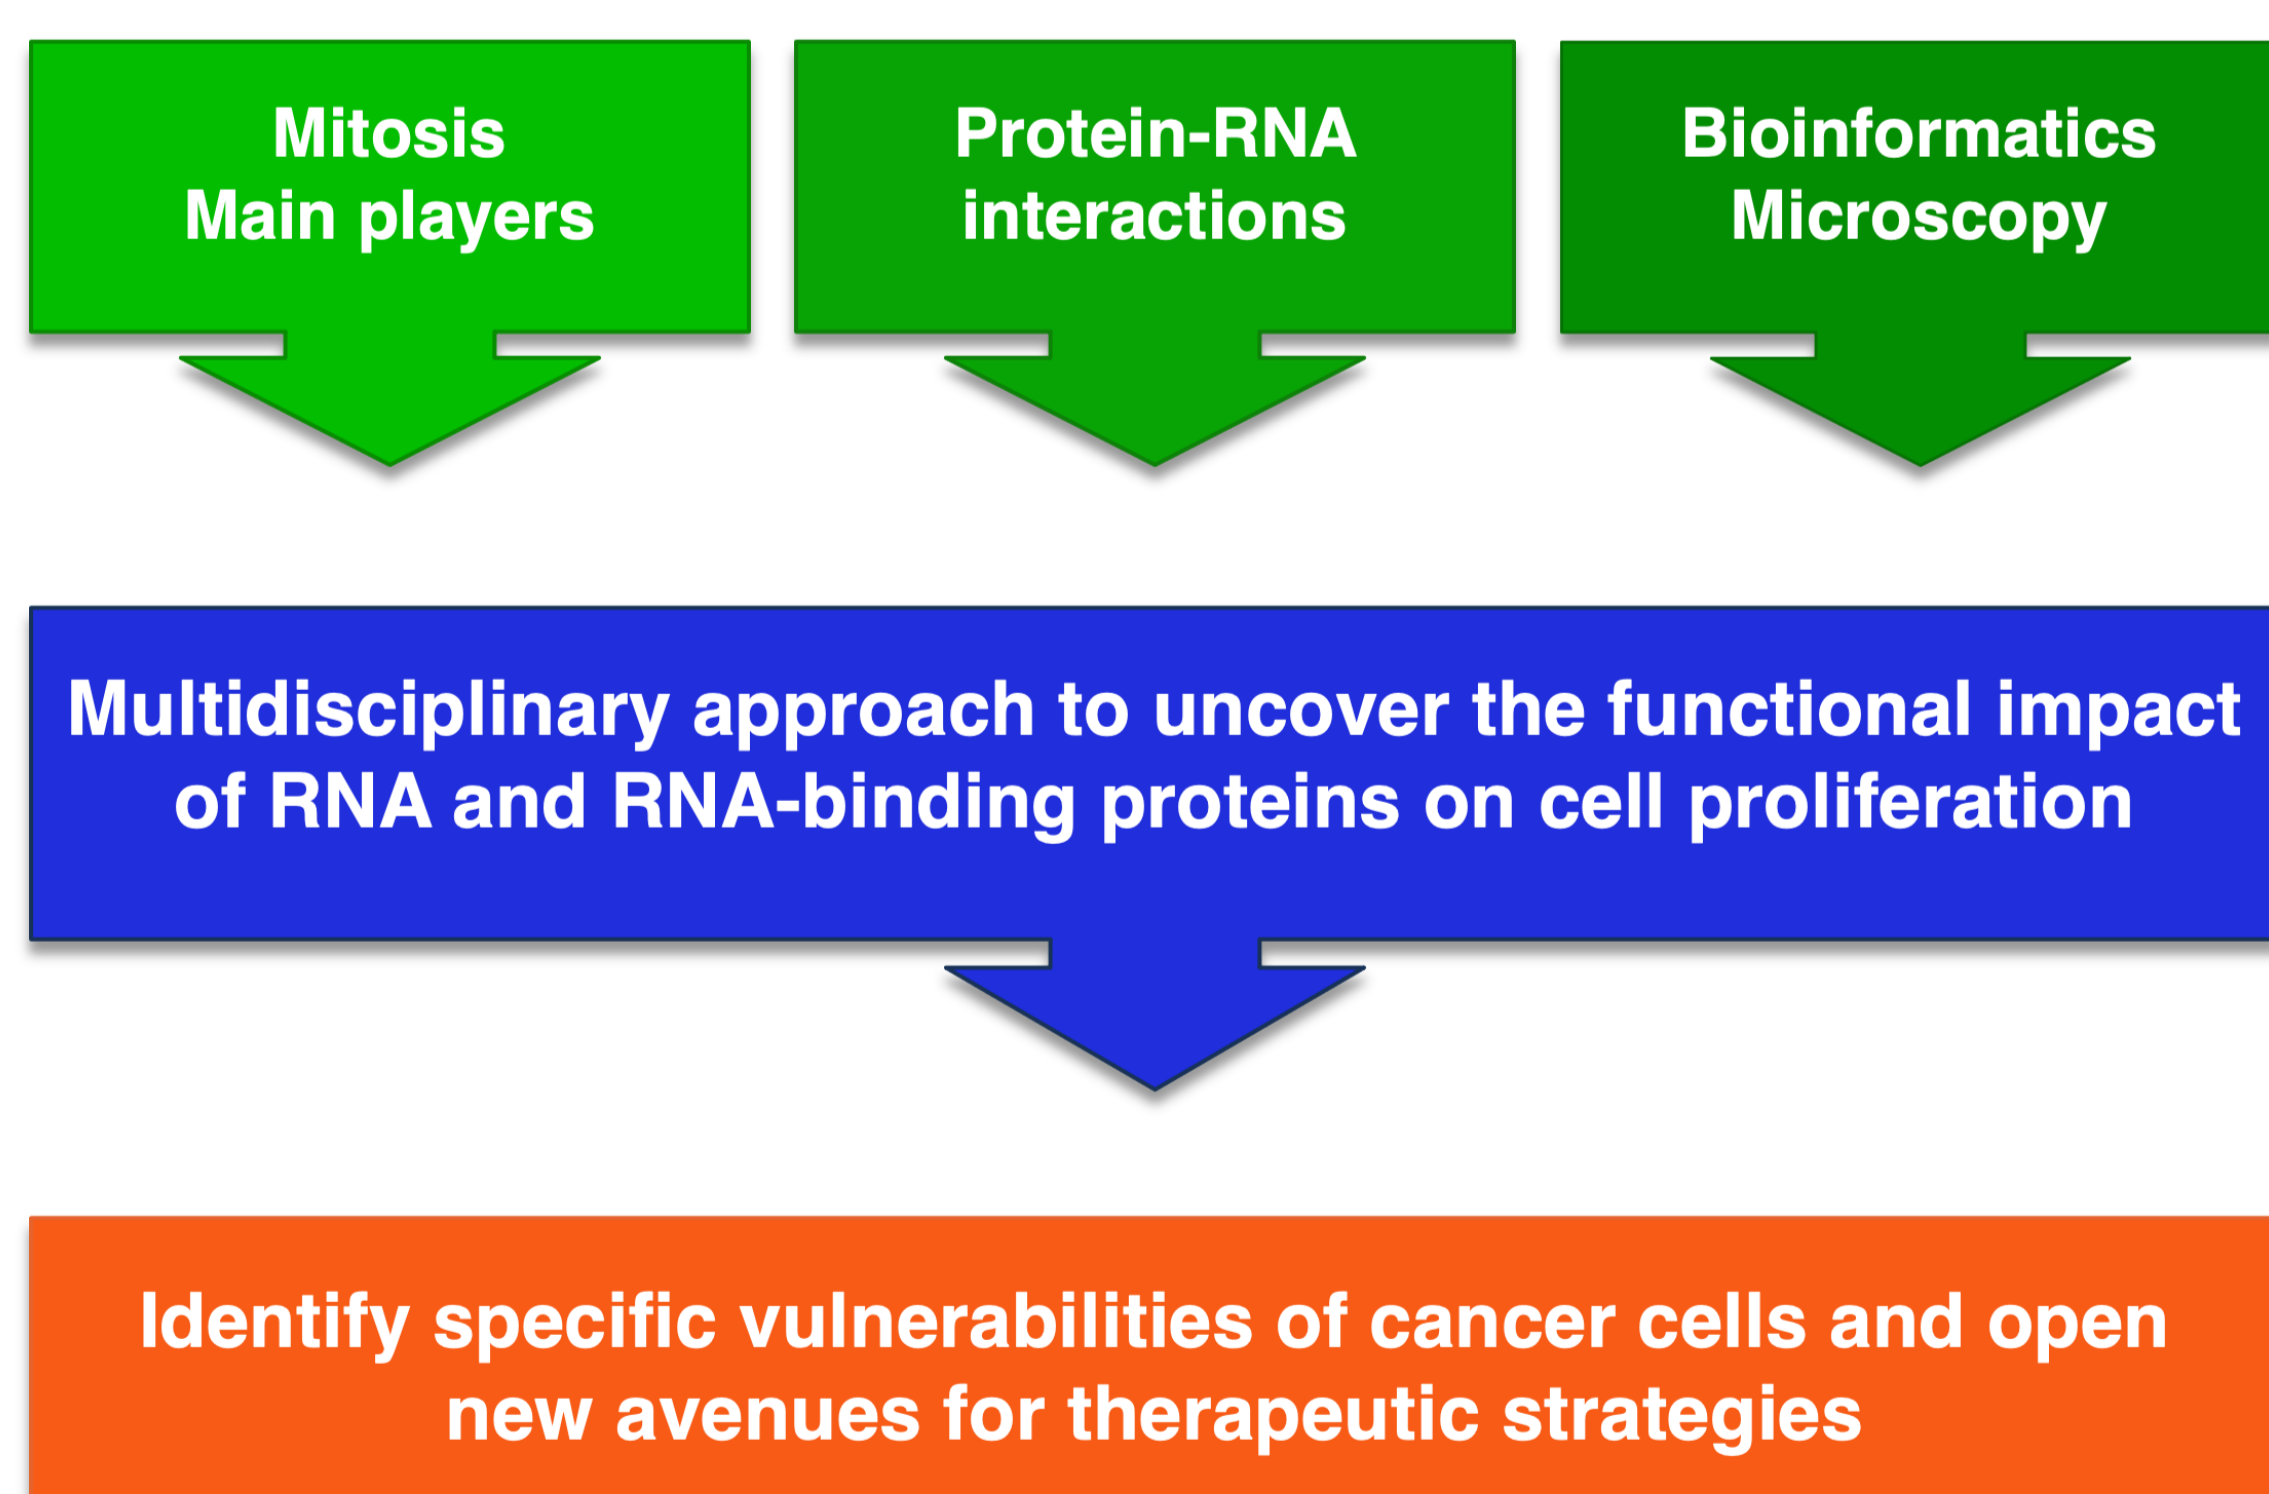 Mitosis
Main players
Protein-RNA
interactions
Bioinformatics
Microscopy
Multidisciplinary approach to uncover the functional impact
of RNA and RNA-binding proteins on cell proliferation
Identify specific vulnerabilities of cancer cells and open
new avenues for therapeutic strategies